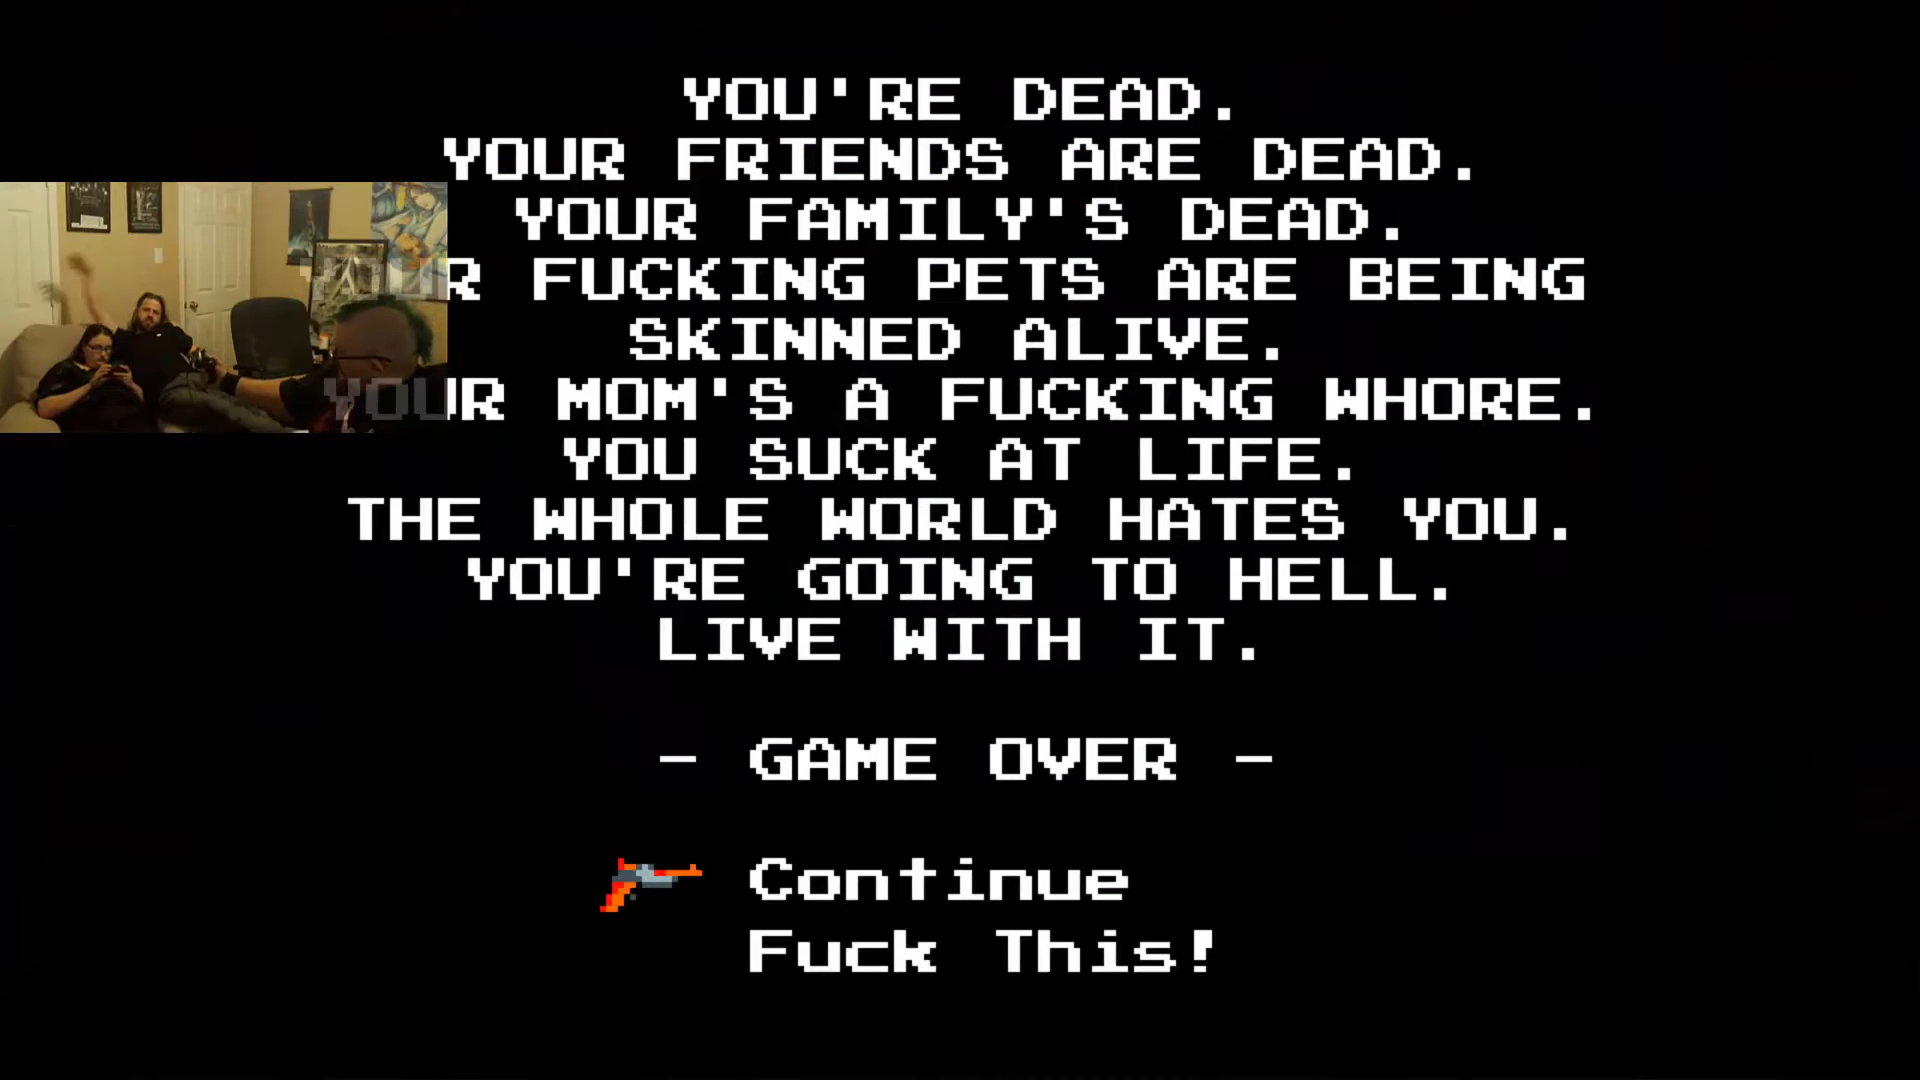 YOU'RE DEAD.
YOUR FRIENDS ARE DEAD.
YOUR FAMILY'S DEAD.
YOUR FUCKING PETS ARE BEING
SKINNED ALIVE.
YOUR MOM'S A FUCKING WHORE.
YOU SUCK AT LIFE.
THE WHOLE WORLD HATES YOU.
YOU'RE GOING TO HELL.
LIVE WITH IT.
- GAME OVER -
Continue
Fuck This!